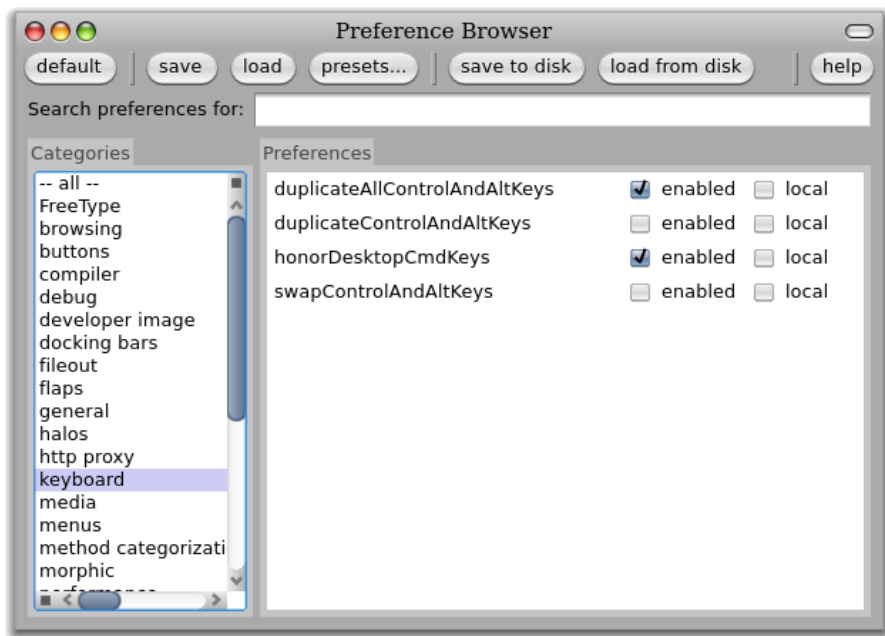 Preference Browser
default save load presets... save to disk load from disk help
Search preferences for:
Categories
-- all --
FreeType
browsing
buttons
compiler
debug
developer image
docking bars
fileout
flaps
general
halos
http proxy
keyboard
media
menus
method categorizati
morphic
performance
Preferences
duplicateAllControlAndAltKeys enabled local
duplicateControlAndAltKeys enabled local
honorDesktopCmdKeys enabled local
swapControlAndAltKeys enabled local